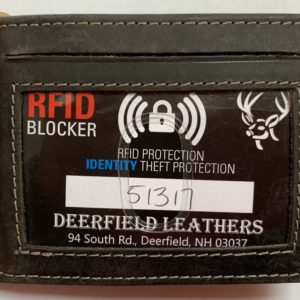 RFID
BLOCKER
RFID PROTECTION
IDENTITY THEFT PROTECTION
51317
DEERFIELD LEATHERS
94 South Rd., Deerfield, NH 03037